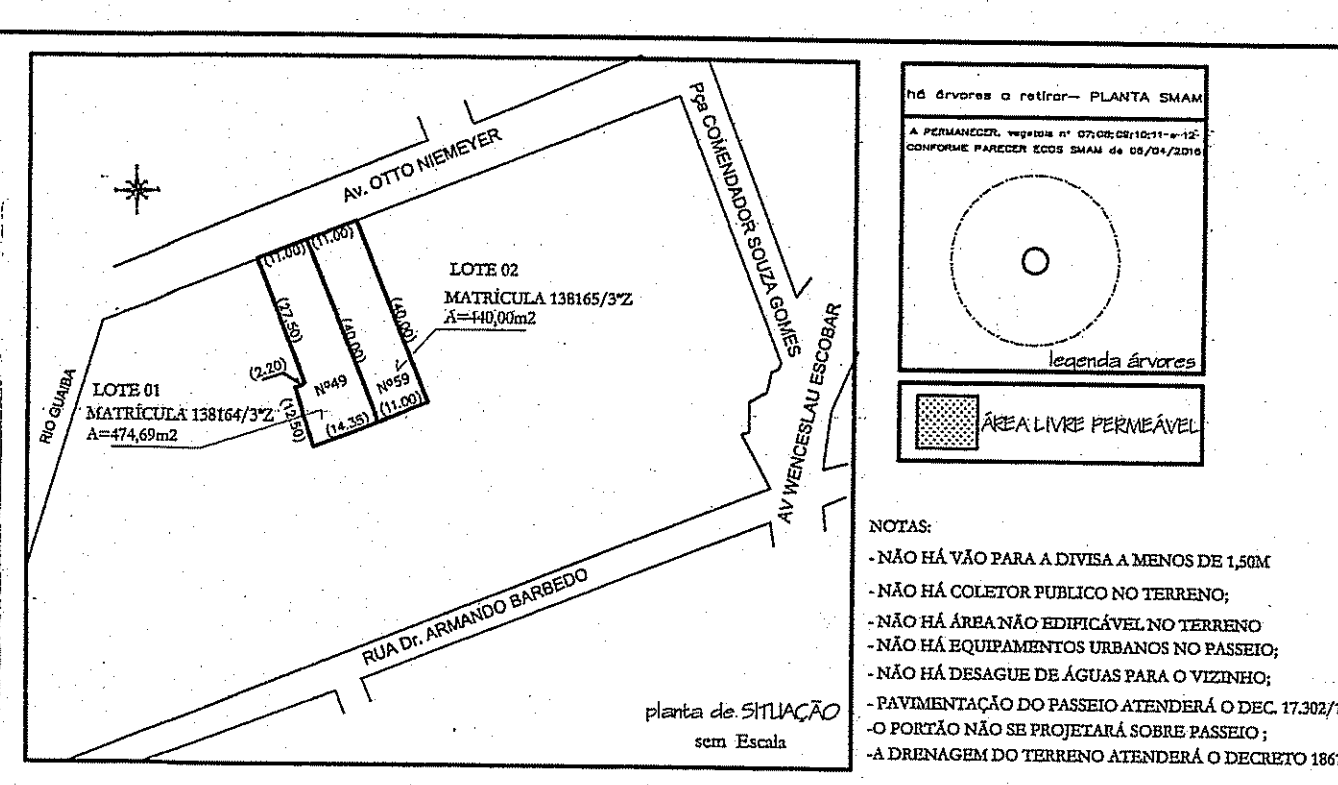 Av. OTTO NIEMEYER
Pça COMENDADOR SOUZA GOMES
AV WENCESLAU ESCOBAR
RIO GUAIBA
RUA Dr. ARMANDO BARBEDO
(11.00)
(11.00)
(27.50)
(40.00)
(40.00)
(2.20)
(12.50)
Nº49
Nº59
(14.35)
(11.00)
LOTE 02
MATRÍCULA 138165/3ªZ
A=440,00m2
LOTE 01
MATRÍCULA 138164/3ªZ
A=474,69m2
planta de SITUAÇÃO
sem Escala
há árvores a retirar- PLANTA SMAM
A PERMANECER, vegetais nº 07;08;09;10;11-e-12-
CONFORME PARECER ECOS SMAM de
legenda árvores
ÁREA LIVRE PERMEÁVEL
NOTAS:
- NÃO HÁ VÃO PARA A DIVISA A MENOS DE 1,50M
- NÃO HÁ COLETOR PUBLICO NO TERRENO;
- NÃO HÁ ÁREA NÃO EDIFICÁVEL NO TERRENO
- NÃO HÁ EQUIPAMENTOS URBANOS NO PASSEIO;
- NÃO HÁ DESAGUE DE ÁGUAS PARA O VIZINHO;
- PAVIMENTAÇÃO DO PASSEIO ATENDERÁ O DEC. 17.302/1
-O PORTÃO NÃO SE PROJETARÁ SOBRE PASSEIO ;
-A DRENAGEM DO TERRENO ATENDERÁ O DECRETO 1861